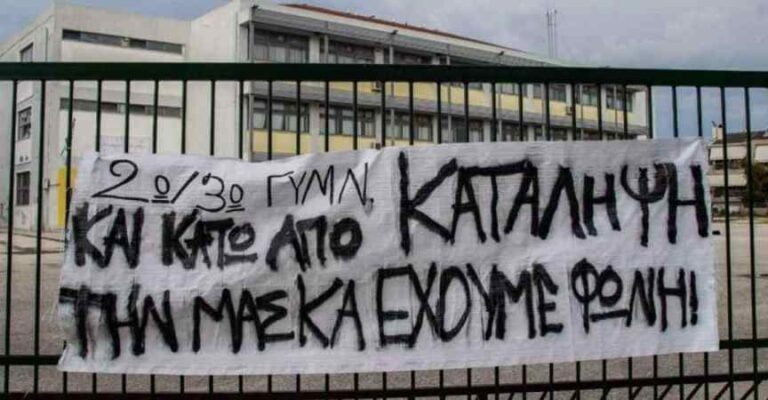 2ο/3ο ΓΥΜΝ, ΚΑΤΑΛΗΨΗ
ΚΑΙ ΚΑΤΩ ΑΠΟ
ΤΗΝ ΜΑΣΚΑ ΕΧΟΥΜΕ ΦΩΝΗ!